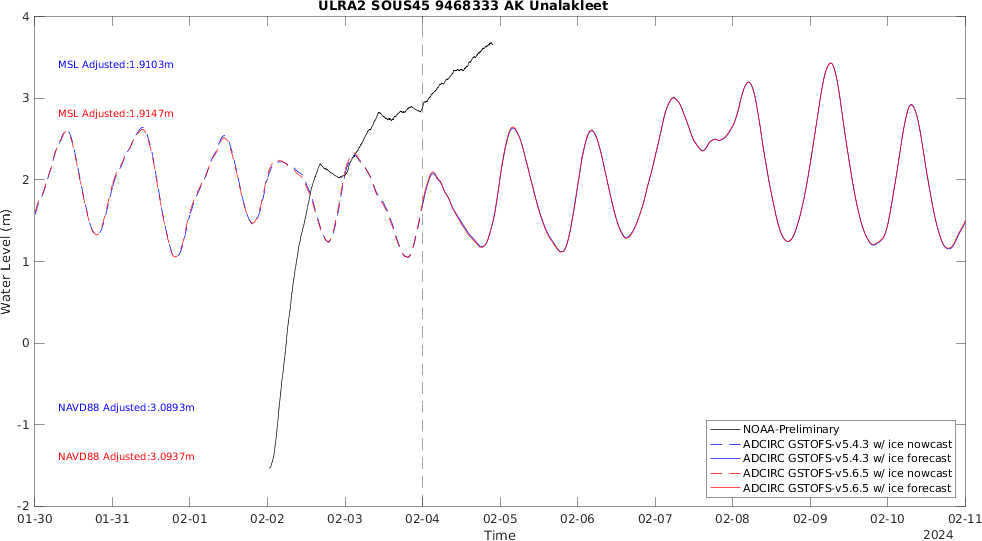 ULRA2 SOUS45 9468333 AK Unalakleet
4
3
2
1
0
-1
-2
Water Level (m)
MSL Adjusted:1.9103m
MSL Adjusted:1.9147m
NAVD88 Adjusted:3.0893m
NAVD88 Adjusted:3.0937m
NOAA-Preliminary
ADCIRC GSTOFS-v5.4.3 w/ ice nowcast
ADCIRC GSTOFS-v5.4.3 w/ ice forecast
ADCIRC GSTOFS-v5.6.5 w/ ice nowcast
ADCIRC GSTOFS-v5.6.5 w/ ice forecast
01-30 01-31 02-01 02-02 02-03 02-04 02-05 02-06 02-07 02-08 02-09 02-10 02-11
Time
2024